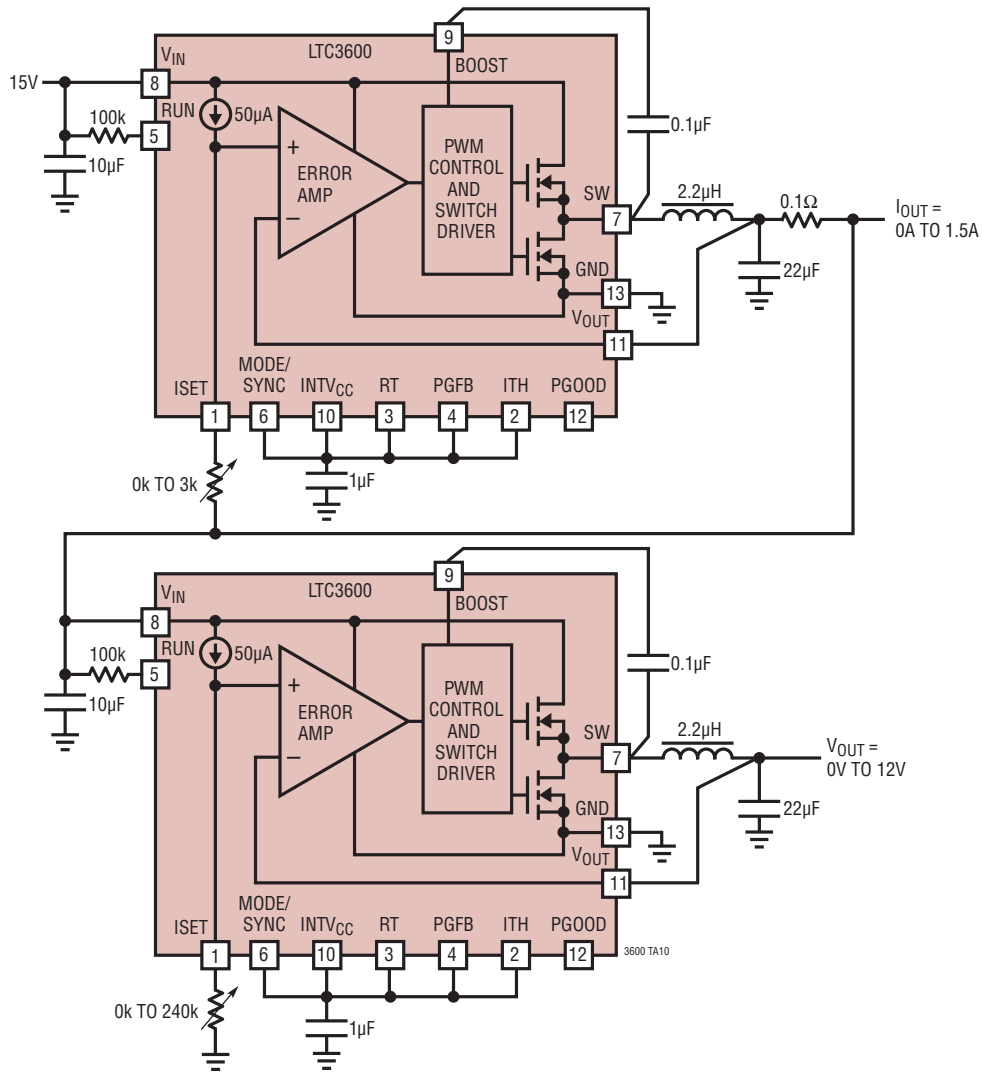 9
LTC3600
BOOST
VIN
15V
8
RUN
50µA
100k
5
10µF
+
ERROR
AMP
–
PWM
CONTROL
AND
SWITCH
DRIVER
0.1µF
SW
7
2.2µH
0.1Ω
IOUT =
0A TO 1.5A
22µF
GND
13
VOUT
11
ISET
MODE/
SYNC
INTVCC
RT
PGFB
ITH
PGOOD
1
6
10
3
4
2
12
0k TO 3k
1µF
9
LTC3600
BOOST
VIN
8
RUN
50µA
100k
5
10µF
+
ERROR
AMP
–
PWM
CONTROL
AND
SWITCH
DRIVER
0.1µF
SW
7
2.2µH
VOUT =
0V TO 12V
22µF
GND
13
VOUT
11
ISET
MODE/
SYNC
INTVCC
RT
PGFB
ITH
PGOOD
1
6
10
3
4
2
12
3600 TA10
0k TO 240k
1µF